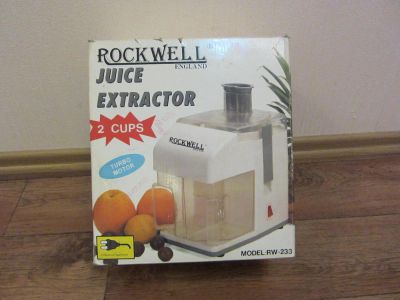 ROCKWELL
ENGLAND
JUICE
EXTRACTOR
2 CUPS
TURBO
MOTOR
ROCKWELL
MODEL:RW-233